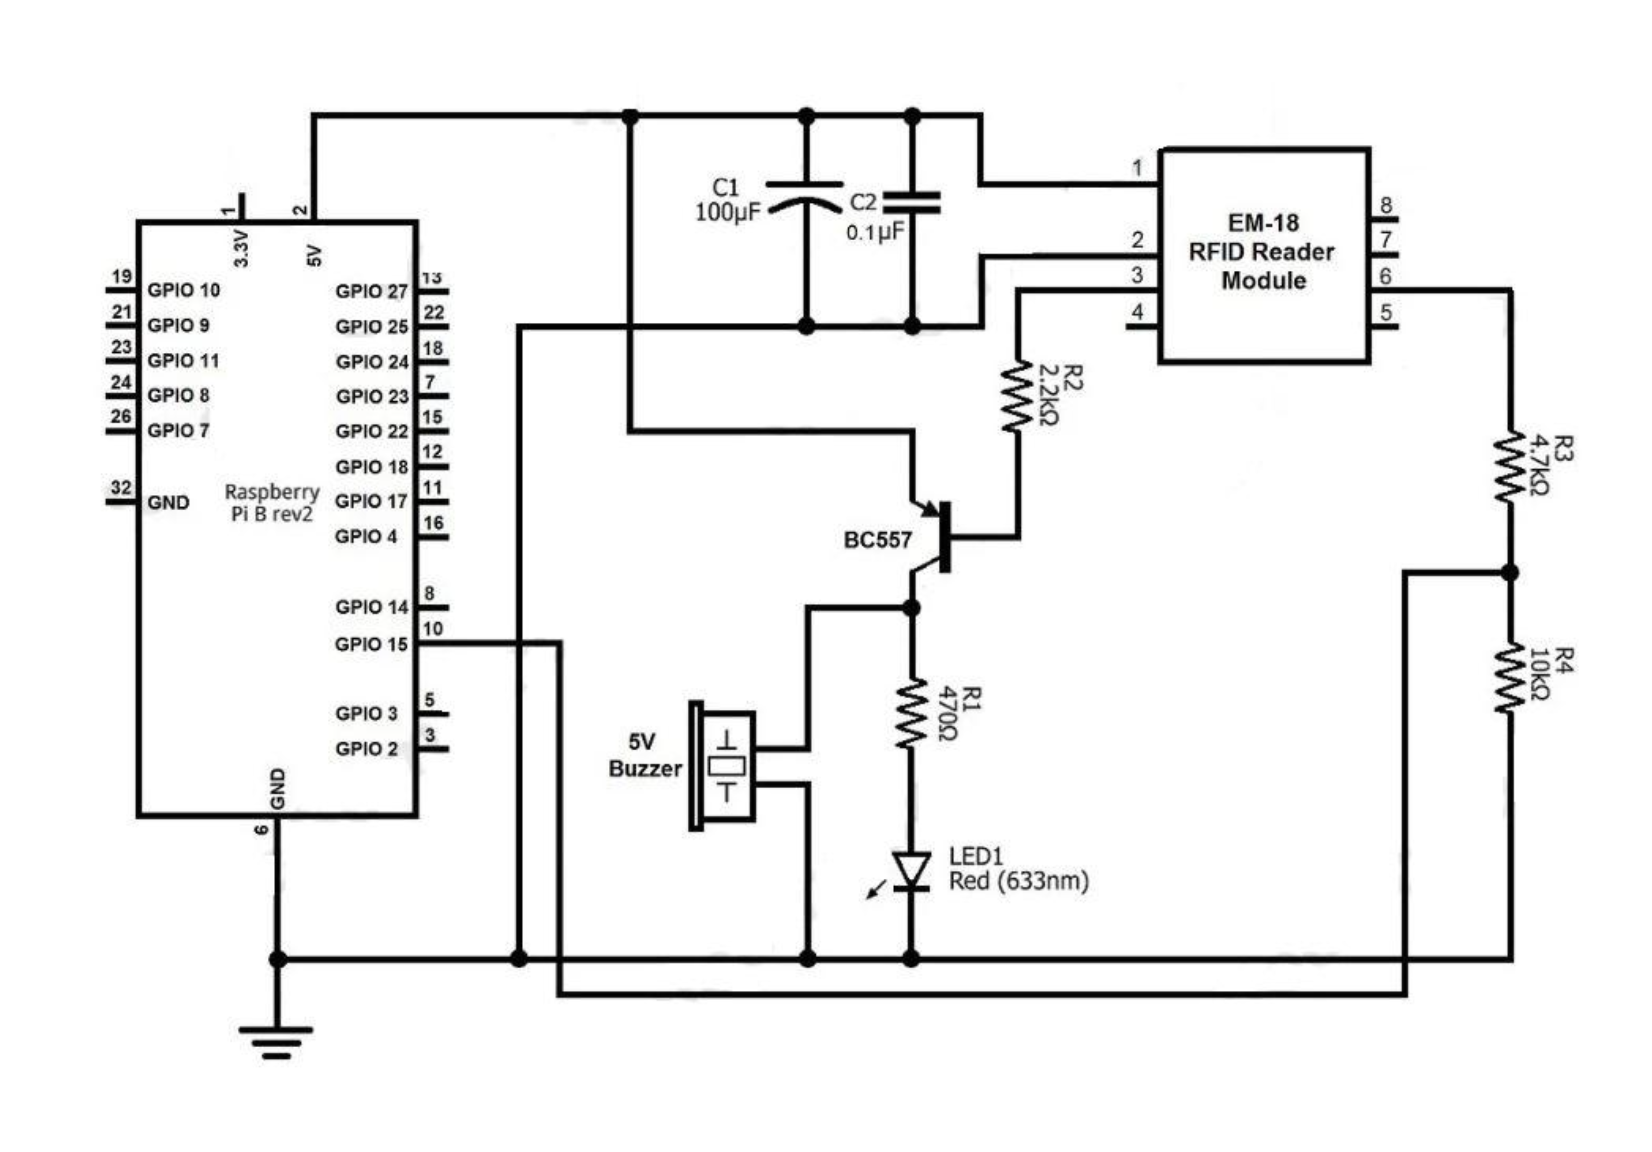 1
2
3.3V
5V
19
GPIO 10
21
GPIO 9
23
GPIO 11
24
GPIO 8
26
GPIO 7
32
GND
Raspberry
Pi B rev2
GPIO 27
13
GPIO 25
22
GPIO 24
18
GPIO 23
7
GPIO 22
15
GPIO 18
12
GPIO 17
11
GPIO 4
16
GPIO 14
8
GPIO 15
10
GPIO 3
5
GPIO 2
3
GND
6
C1
100µF
C2
0.1µF
1
2
3
4
EM-18
RFID Reader
Module
8
7
6
5
R2
2.2kΩ
R3
4.7kΩ
BC557
R4
10kΩ
R1
470Ω
5V
Buzzer
LED1
Red (633nm)